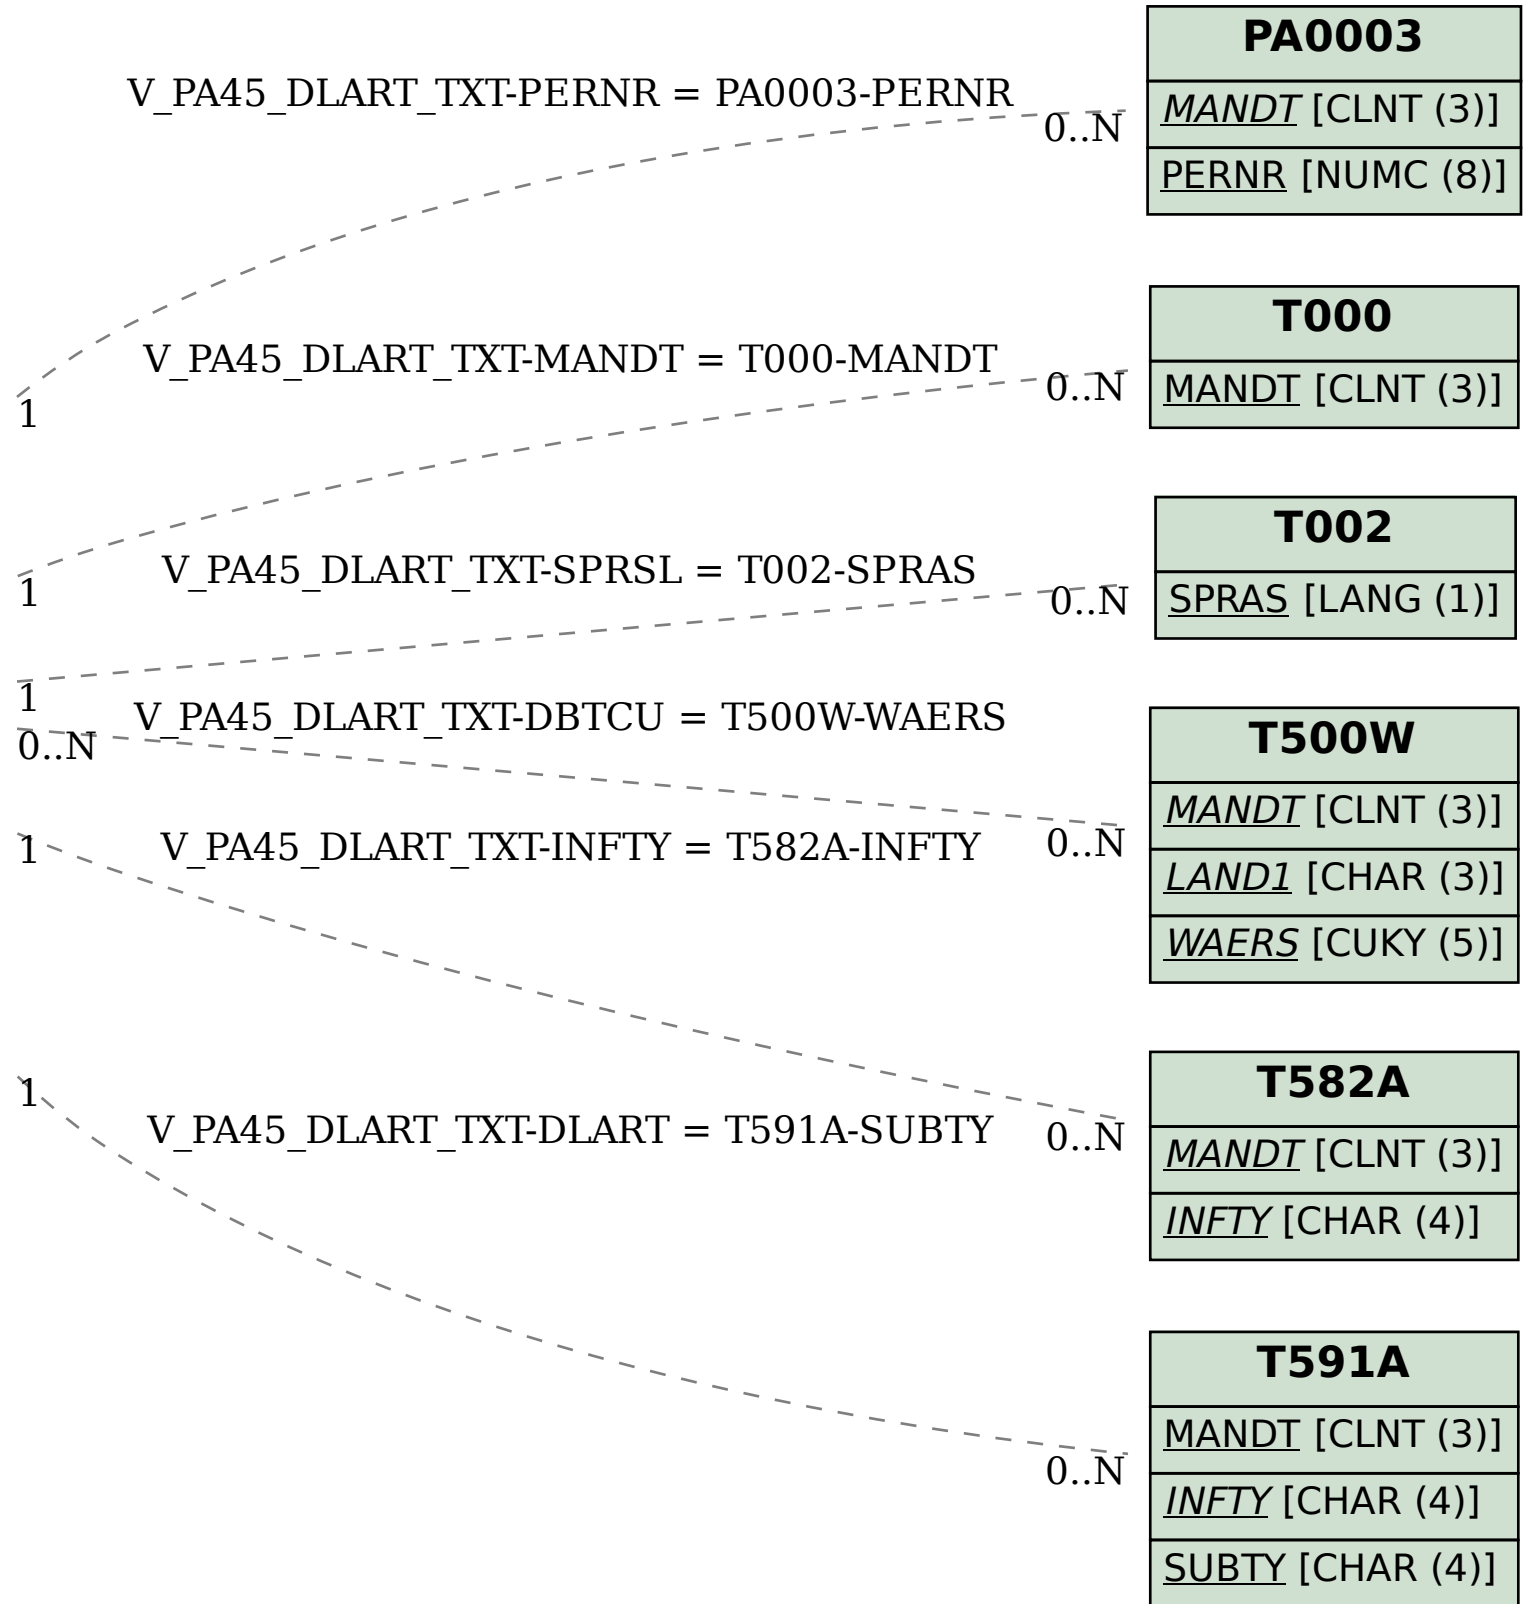 PA0003
V_PA45_DLART_TXT-PERNR = PA0003-PERNR
0..N
MANDT [CLNT (3)]
PERNR [NUMC (8)]
1
T000
V_PA45_DLART_TXT-MANDT = T000-MANDT
0..N
MANDT [CLNT (3)]
1
T002
V_PA45_DLART_TXT-SPRSL = T002-SPRAS
0..N
SPRAS [LANG (1)]
1
V_PA45_DLART_TXT-DBTCU = T500W-WAERS
0..N
T500W
MANDT [CLNT (3)]
1
V_PA45_DLART_TXT-INFTY = T582A-INFTY
0..N
LAND1 [CHAR (3)]
WAERS [CUKY (5)]
T582A
1
V_PA45_DLART_TXT-DLART = T591A-SUBTY
0..N
MANDT [CLNT (3)]
INFTY [CHAR (4)]
T591A
MANDT [CLNT (3)]
0..N
INFTY [CHAR (4)]
SUBTY [CHAR (4)]